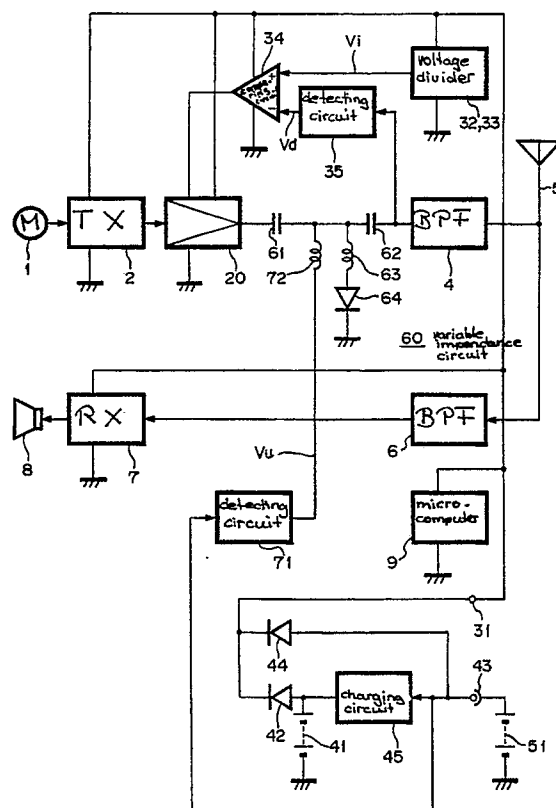 34
Vi
voltage
divider
32,33
detecting
circuit
Vd
35
5
M
1
TX
2
20
61
72
62
63
64
BPF
4
60 variable
impendance
circuit
8
RX
7
BPF
6
Vu
detecting
circuit
71
micro-
computer
9
31
44
42
41
charging
circuit
45
43
51